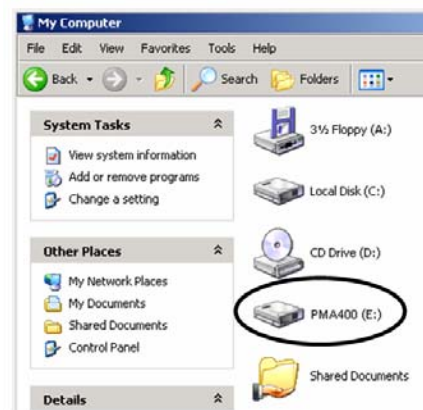 My Computer
File Edit View Favorites Tools Help
Back Search Folders
System Tasks
View system information
Add or remove programs
Change a setting
Other Places
My Network Places
My Documents
Shared Documents
Control Panel
Details
3½ Floppy (A:)
Local Disk (C:)
CD Drive (D:)
PMA400 (E:)
Shared Documents